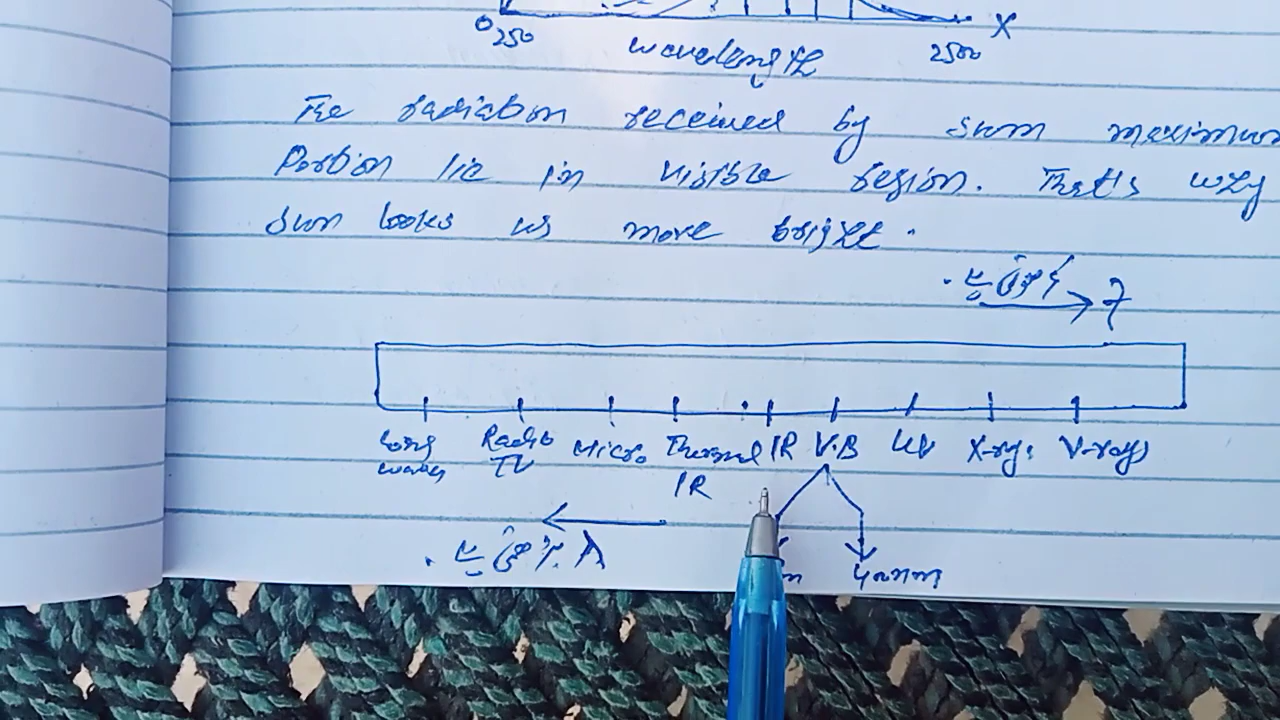 0 250 wavelength 2500 X
The radiation received by sun maximum
Portion lie in visible region. That's why
Sun looks us more bright.
f
Long waves Radio TV Micro Thermal IR IR V.B UV X-rays γ-rays
λ
400nm